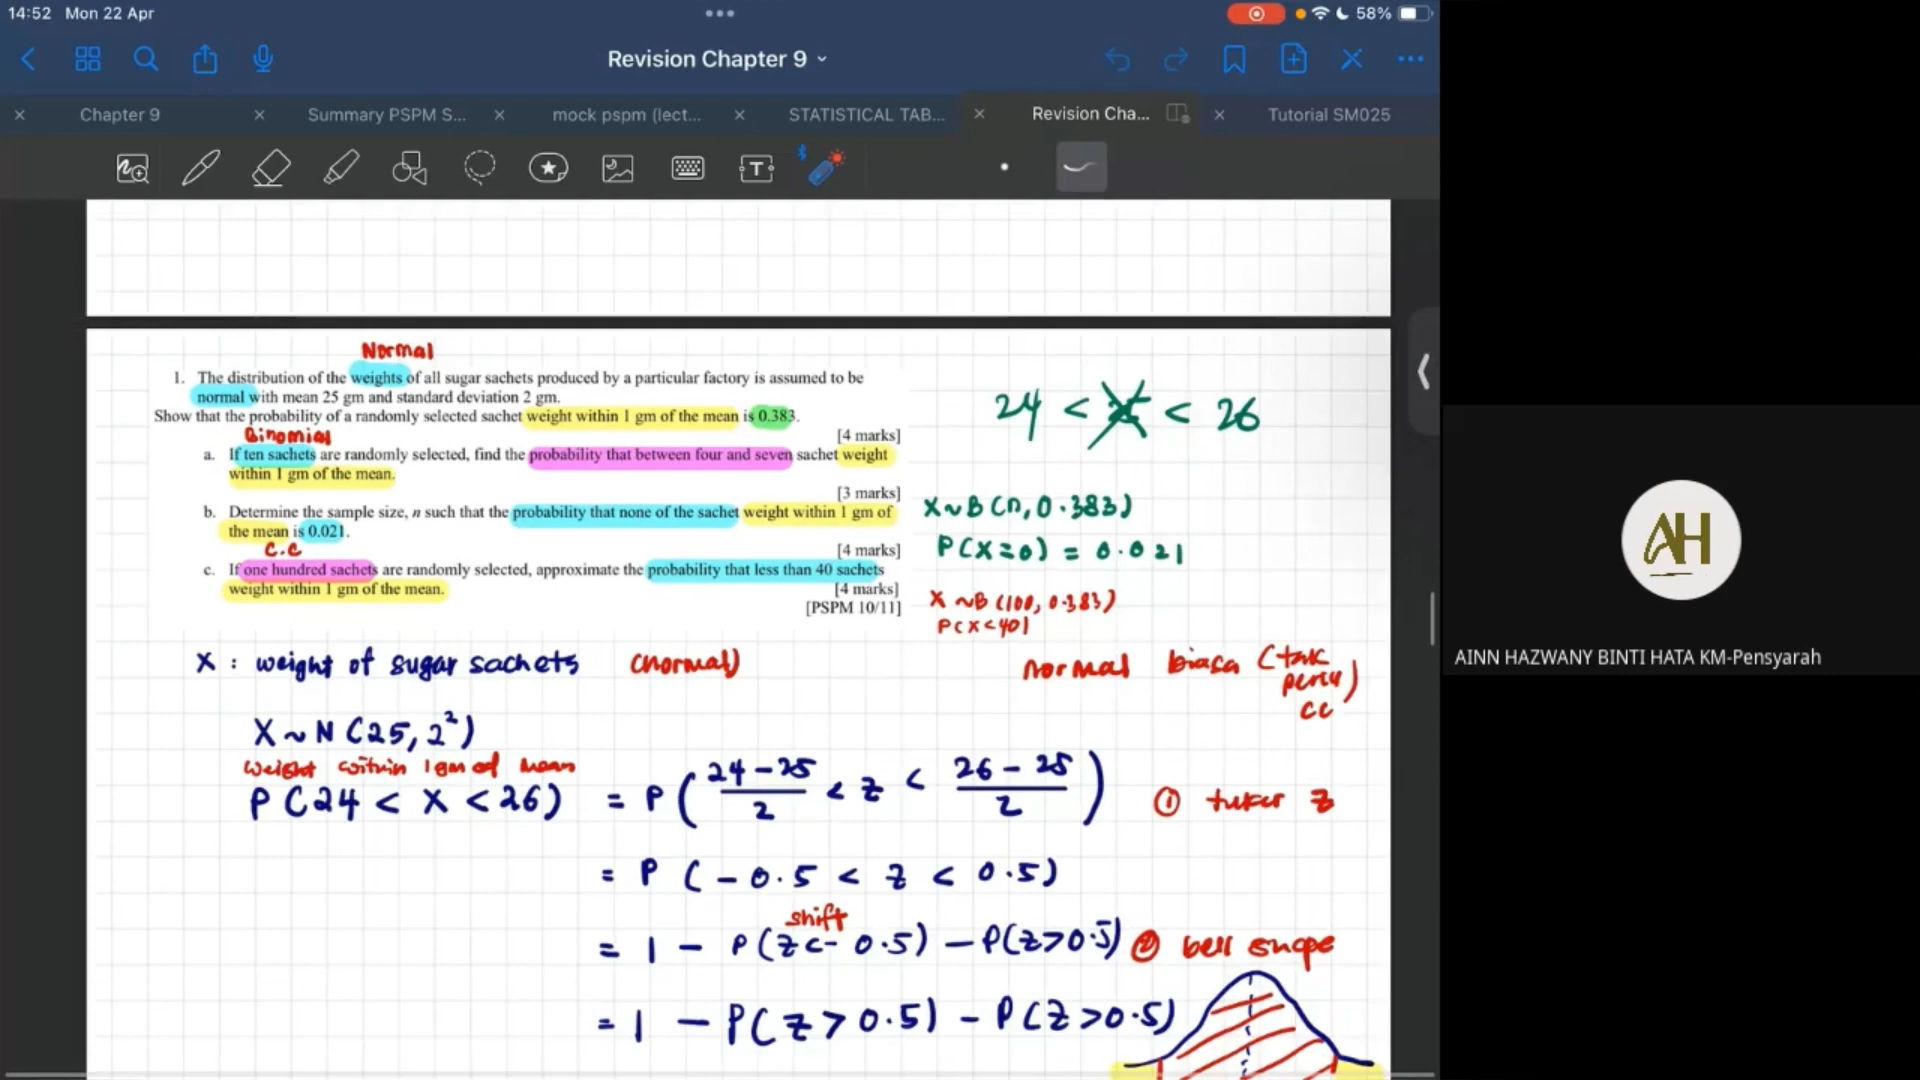 14:52 Mon 22 Apr
58%
Revision Chapter 9
Chapter 9
Summary PSPM S...
mock pspm (lect...
STATISTICAL TAB...
Revision Cha...
Tutorial SM025
T
Normal
1. The distribution of the weights of all sugar sachets produced by a particular factory is assumed to be
normal with mean 25 gm and standard deviation 2 gm.
Show that the probability of a randomly selected sachet weight within 1 gm of the mean is 0.383.
[4 marks]
Binomial
a. If ten sachets are randomly selected, find the probability that between four and seven sachet weight
within 1 gm of the mean.
[3 marks]
b. Determine the sample size, n such that the probability that none of the sachet weight within 1 gm of
the mean is 0.021.
[4 marks]
C.C
c. If one hundred sachets are randomly selected, approximate the probability that less than 40 sachets
weight within 1 gm of the mean.
[4 marks]
[PSPM 10/11]
24 < X < 26
X ~ B (n, 0.383)
P (X = 0) = 0.021
X ~ B (100, 0.383)
P (X < 40)
X : weight of sugar sachets (normal)
normal biasa (tak
perlu)
cc
X ~ N (25, 2²)
weight within 1gm of mean
P (24 < X < 26) = P ( 24 - 25 / 2 < z < 26 - 25 / 2 ) ① tukar z
= P ( - 0.5 < z < 0.5 )
shift
= 1 - P (z < - 0.5) - P (z > 0.5) ② bell shape
= 1 - P ( z > 0.5 ) - P ( z > 0.5 )
AH
AINN HAZWANY BINTI HATA KM-Pensyarah